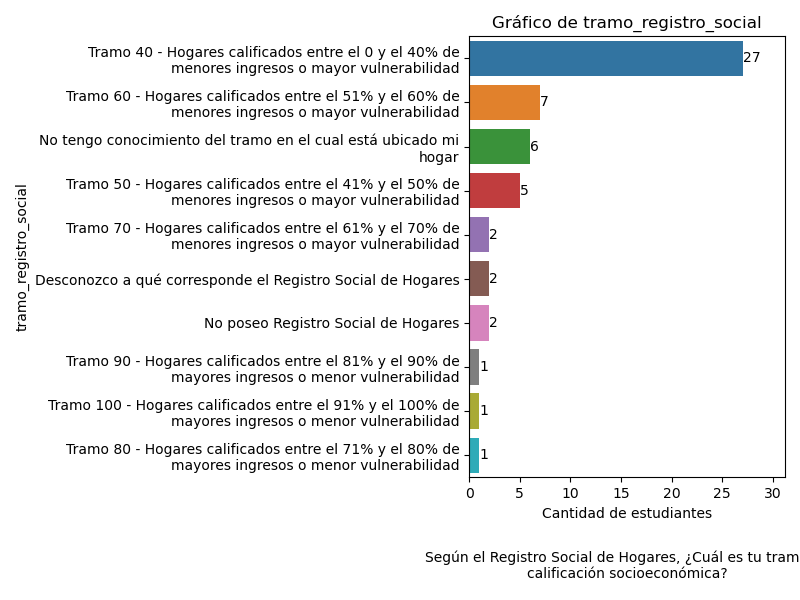 Gráfico de tramo_registro_social
tramo_registro_social
Tramo 40 - Hogares calificados entre el 0 y el 40% de
menores ingresos o mayor vulnerabilidad
27
Tramo 60 - Hogares calificados entre el 51% y el 60% de
menores ingresos o mayor vulnerabilidad
7
No tengo conocimiento del tramo en el cual está ubicado mi
hogar
6
Tramo 50 - Hogares calificados entre el 41% y el 50% de
menores ingresos o mayor vulnerabilidad
5
Tramo 70 - Hogares calificados entre el 61% y el 70% de
menores ingresos o mayor vulnerabilidad
2
Desconozco a qué corresponde el Registro Social de Hogares
2
No poseo Registro Social de Hogares
2
Tramo 90 - Hogares calificados entre el 81% y el 90% de
mayores ingresos o menor vulnerabilidad
1
Tramo 100 - Hogares calificados entre el 91% y el 100% de
mayores ingresos o menor vulnerabilidad
1
Tramo 80 - Hogares calificados entre el 71% y el 80% de
mayores ingresos o menor vulnerabilidad
1
0 5 10 15 20 25 30
Cantidad de estudiantes
Según el Registro Social de Hogares, ¿Cuál es tu tram
calificación socioeconómica?